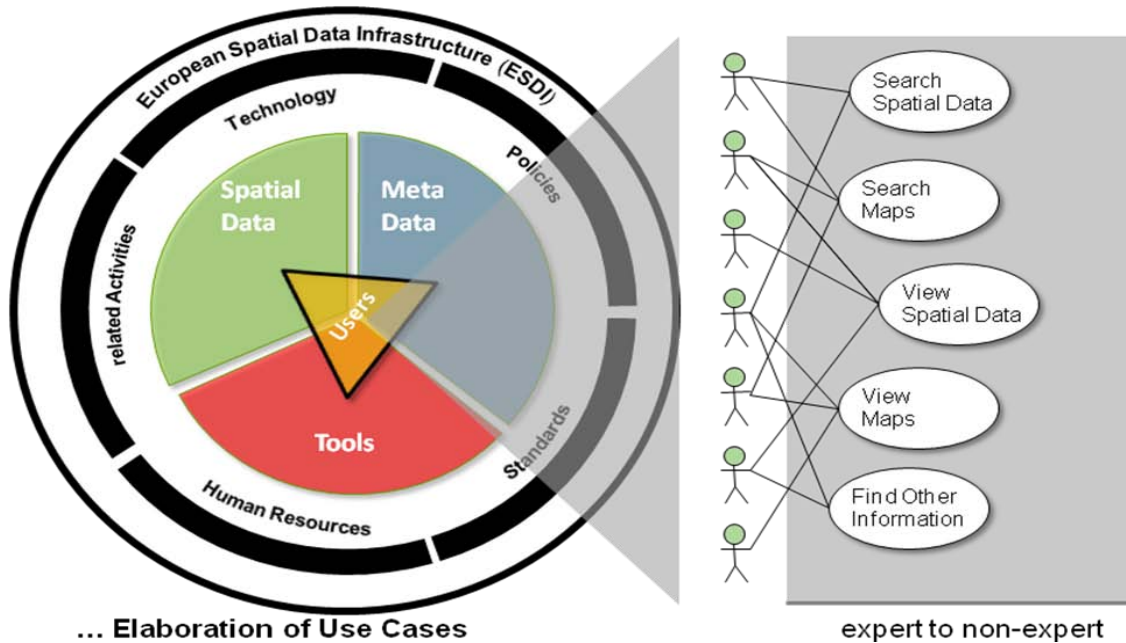 European Spatial Data Infrastructure (ESDI)
Technology
Policies
related Activities
Standards
Human Resources
Spatial
Data
Meta
Data
Users
Tools
Search
Spatial Data
Search
Maps
View
Spatial Data
View
Maps
Find Other
Information
... Elaboration of Use Cases
expert to non-expert